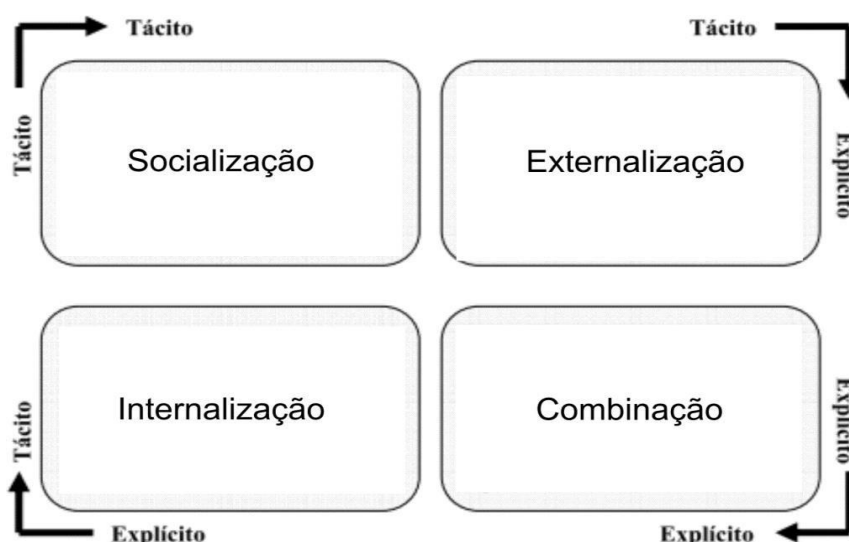 Tácito
Tácito
Tácito
Explícito
Socialização
Externalização
Internalização
Combinação
Tácito
Explícito
Explícito
Explícito